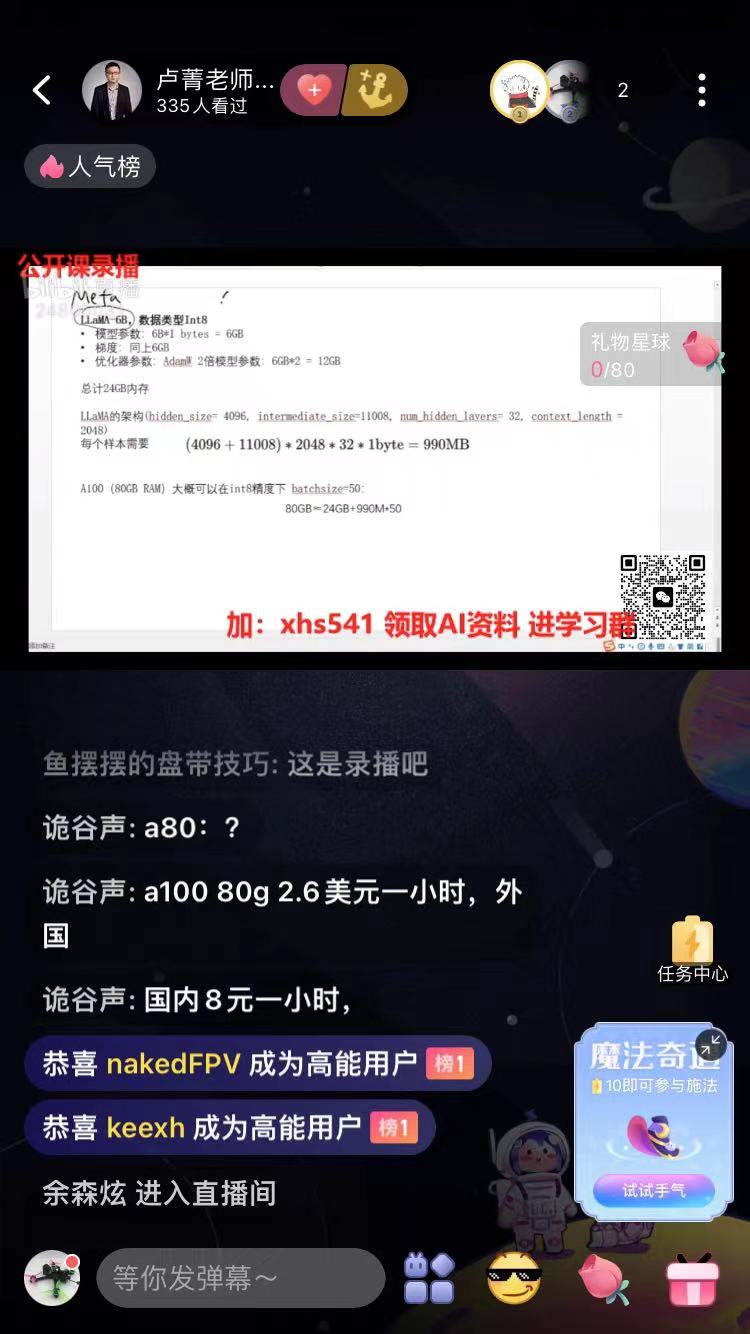 卢菁老师...
335人看过
2
人气榜
公开课录播
Meta
LLaMA-6B, 数据类型Int8
• 模型参数: 6B*1 bytes = 6GB
• 梯度: 同上6GB
• 优化器参数: AdamW 2倍模型参数: 6GB*2 = 12GB
总计24GB内存
LLaMA的架构(hidden_size= 4096, intermediate_size=11008, num_hidden_layers= 32, context_length =
2048)
每个样本需要 (4096 + 11008) * 2048 * 32 * 1byte = 990MB
A100 (80GB RAM) 大概可以在int8精度下 batchsize=50:
80GB≈24GB+990M*50
礼物星球
0/80
加：xhs541 领取AI资料 进学习群
鱼摆摆的盘带技巧: 这是录播吧
诡谷声: a80：?
诡谷声: a100 80g 2.6美元一小时，外
国
诡谷声: 国内8元一小时，
恭喜 nakedFPV 成为高能用户 榜1
恭喜 keexh 成为高能用户 榜1
余森炫 进入直播间
任务中心
魔法奇遇
10即可参与施法
试试手气
等你发弹幕～